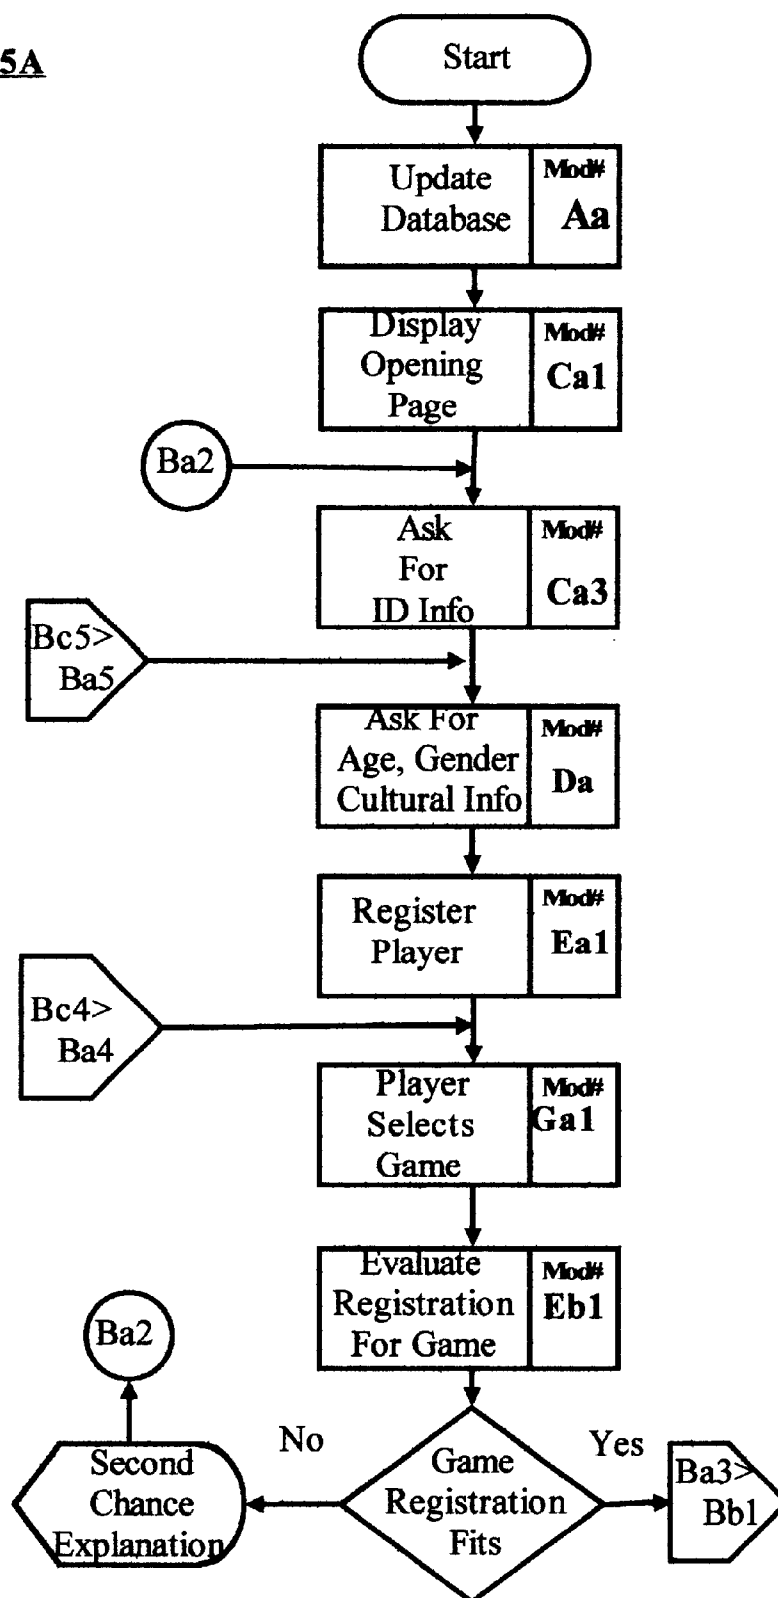 5A
Start
Update
Database
Mod#
Aa
Display
Opening
Page
Mod#
Ca1
Ba2
Ask
For
ID Info
Mod#
Ca3
Bc5>
Ba5
Ask For
Age, Gender
Cultural Info
Mod#
Da
Register
Player
Mod#
Ea1
Bc4>
Ba4
Player
Selects
Game
Mod#
Ga1
Evaluate
Registration
For Game
Mod#
Eb1
Ba2
No
Yes
Second
Chance
Explanation
Game
Registration
Fits
Ba3>
Bb1